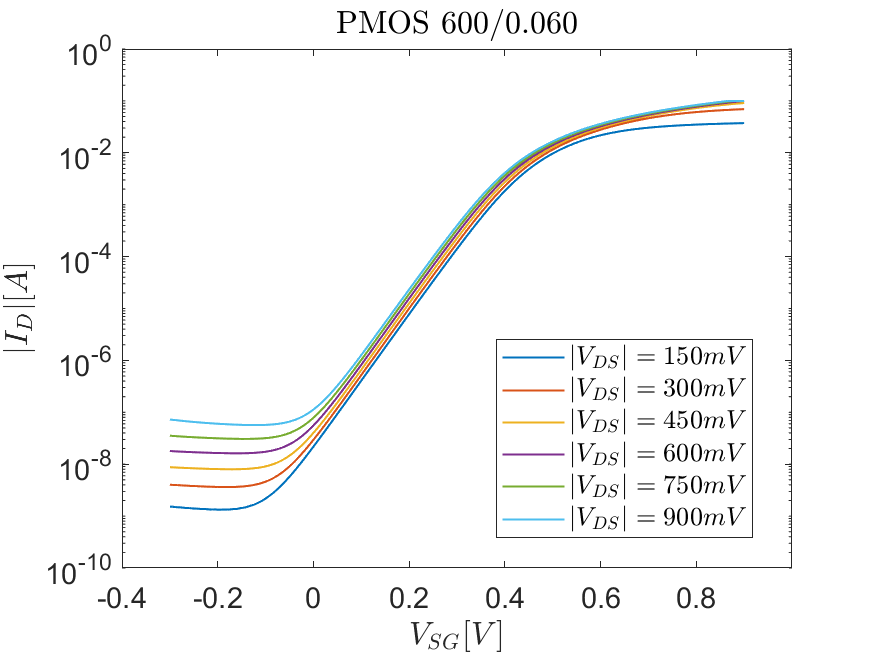 PMOS 600/0.060
10^0
10^-2
10^-4
10^-6
10^-8
10^-10
|I_D|[A]
|V_DS| = 150mV
|V_DS| = 300mV
|V_DS| = 450mV
|V_DS| = 600mV
|V_DS| = 750mV
|V_DS| = 900mV
-0.4 -0.2 0 0.2 0.4 0.6 0.8
V_SG[V]